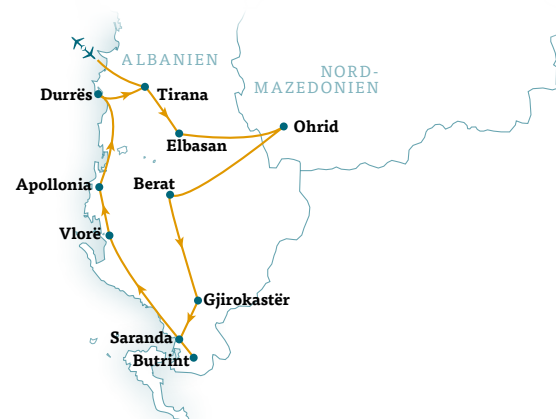 ALBANIEN
NORD-
MAZEDONIEN
Durrës
Tirana
Ohrid
Elbasan
Apollonia
Berat
Vlorë
Gjirokastër
Saranda
Butrint